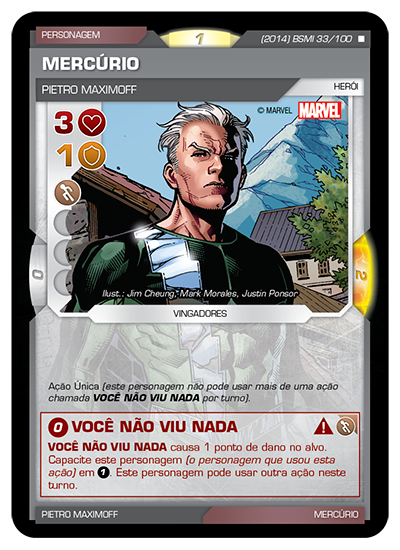 PERSONAGEM
1
(2014) BSMI 33/100
MERCÚRIO
PIETRO MAXIMOFF
HERÓI
3
© MARVEL MARVEL
1
0
2
Ilust.: Jim Cheung, Mark Morales, Justin Ponsor
VINGADORES
Ação Única (este personagem não pode usar mais de uma ação
chamada VOCÊ NÃO VIU NADA por turno).
0 VOCÊ NÃO VIU NADA
VOCÊ NÃO VIU NADA causa 1 ponto de dano no alvo.
Capacite este personagem (o personagem que usou esta
ação) em 1. Este personagem pode usar outra ação neste
turno.
PIETRO MAXIMOFF
MERCÚRIO